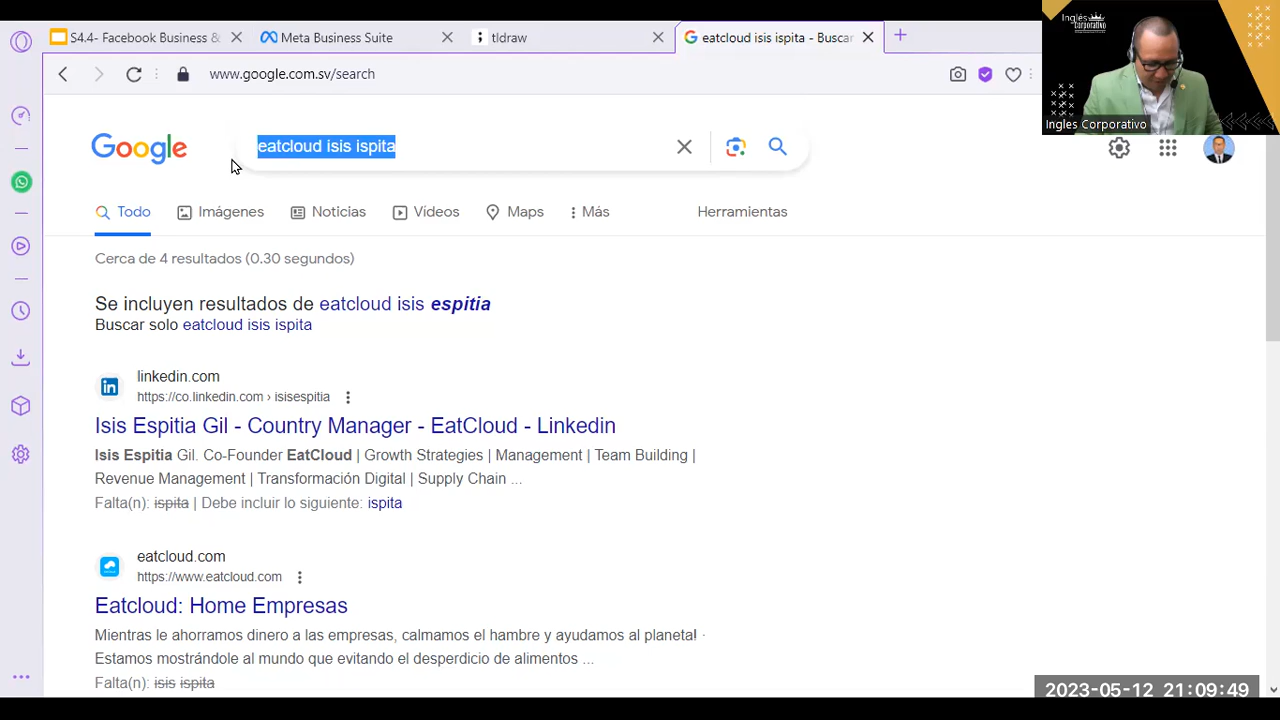 S4.4- Facebook Business &
Meta Business Su
tldraw
eatcloud isis ispita - Buscar
www.google.com.sv/search
Inglés
Corporativo
Ingles Corporativo
Google
eatcloud isis ispita
Todo
Imágenes
Noticias
Vídeos
Maps
Más
Herramientas
Cerca de 4 resultados (0.30 segundos)
Se incluyen resultados de eatcloud isis espitia
Buscar solo eatcloud isis ispita
linkedin.com
https://co.linkedin.com › isisespitia
Isis Espitia Gil - Country Manager - EatCloud - Linkedin
Isis Espitia Gil. Co-Founder EatCloud | Growth Strategies | Management | Team Building |
Revenue Management | Transformación Digital | Supply Chain ...
Falta(n): ispita | Debe incluir lo siguiente: ispita
eatcloud.com
https://www.eatcloud.com
Eatcloud: Home Empresas
Mientras le ahorramos dinero a las empresas, calmamos el hambre y ayudamos al planeta! ·
Estamos mostrándole al mundo que evitando el desperdicio de alimentos ...
Falta(n): isis ispita
2023-05-12 21:09:49